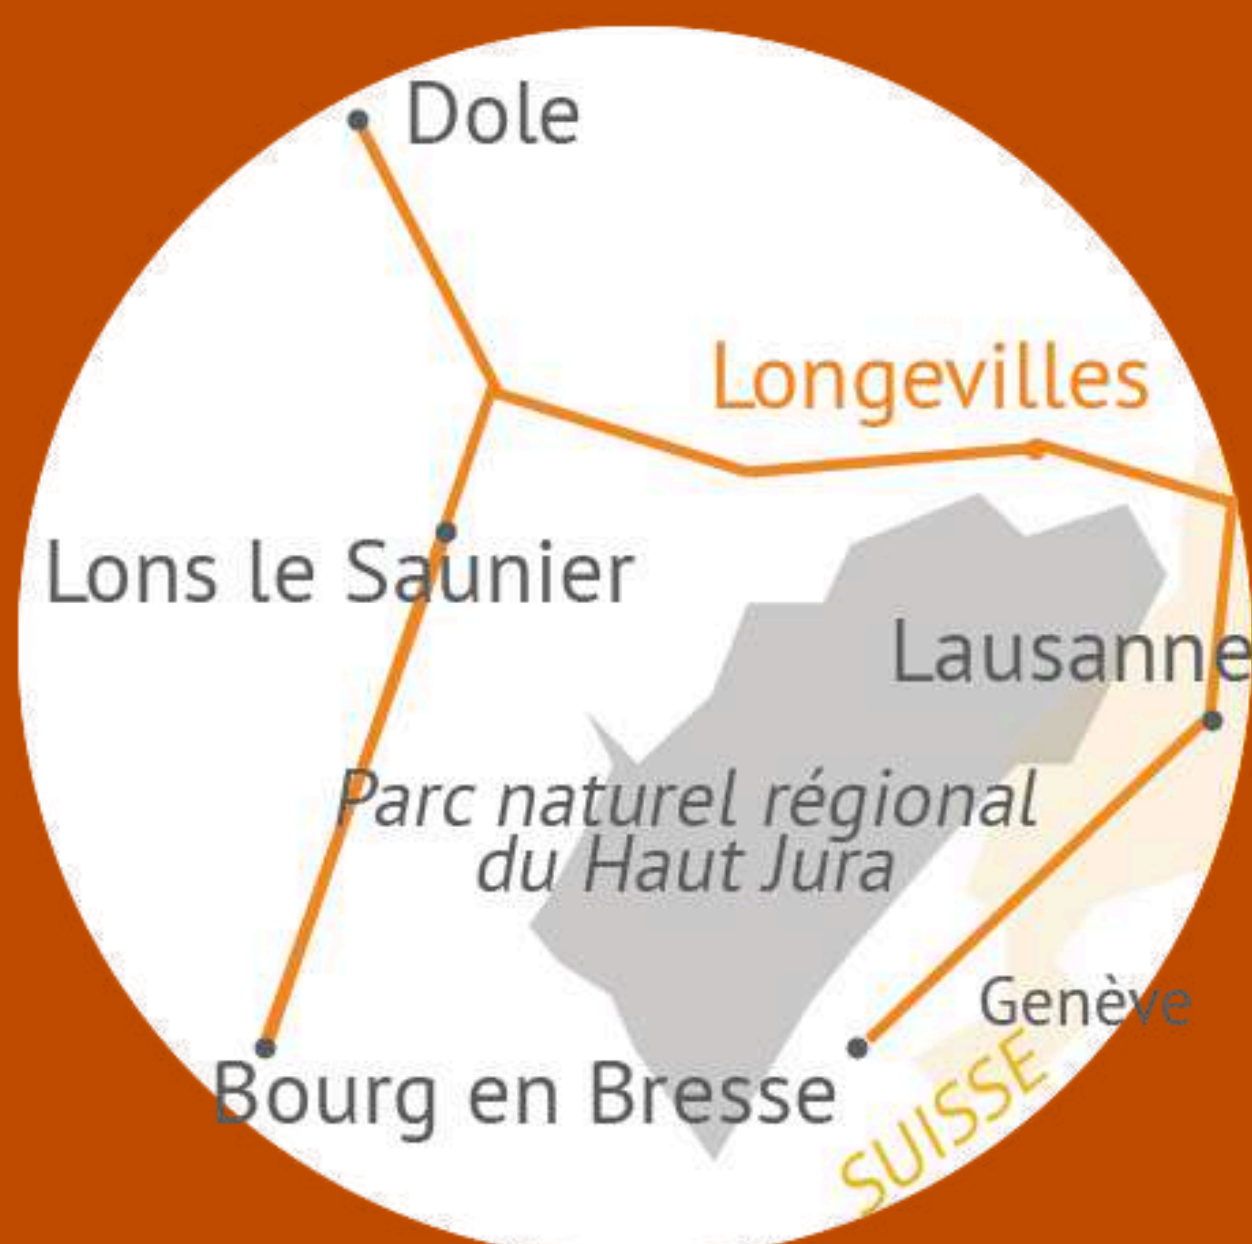 Dole
Longevilles
Lons le Saunier
Lausanne
Parc naturel régional
du Haut Jura
Genève
Bourg en Bresse
SUISSE